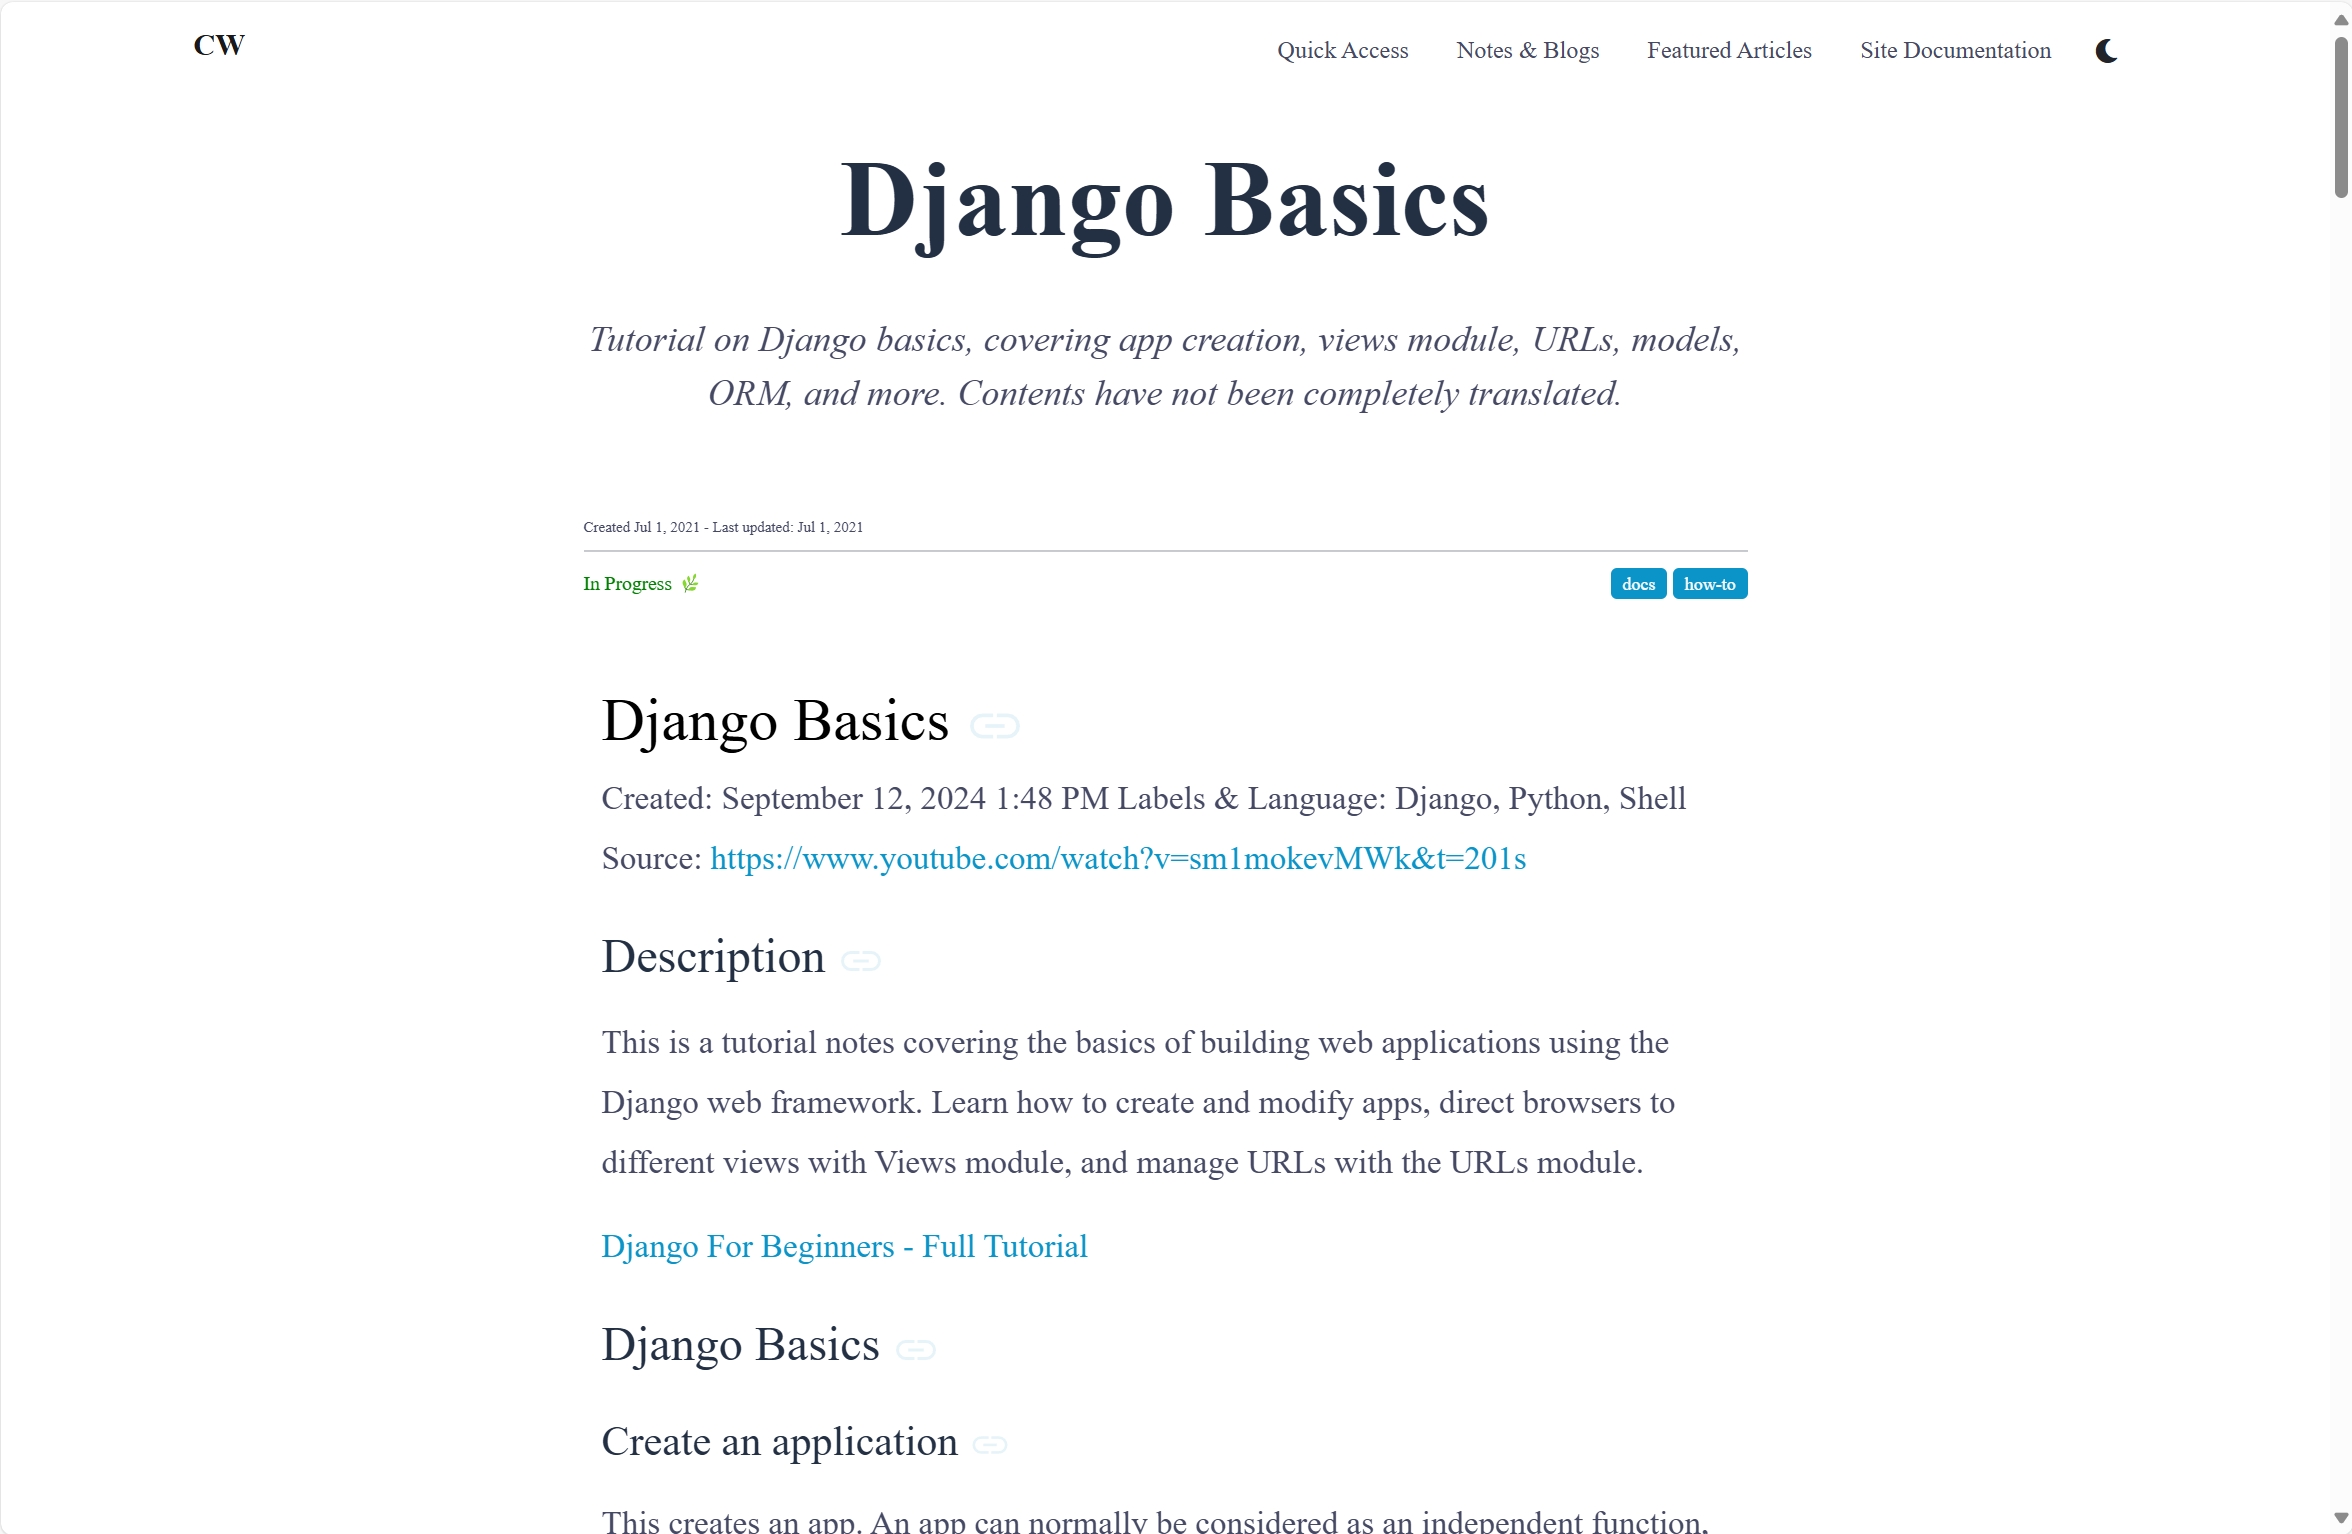 CW
Quick Access
Notes & Blogs
Featured Articles
Site Documentation
Django Basics
Tutorial on Django basics, covering app creation, views module, URLs, models,
ORM, and more. Contents have not been completely translated.
Created Jul 1, 2021 - Last updated: Jul 1, 2021
In Progress 🌿
docs
how-to
Django Basics
Created: September 12, 2024 1:48 PM Labels & Language: Django, Python, Shell
Source: https://www.youtube.com/watch?v=sm1mokevMWk&t=201s
Description
This is a tutorial notes covering the basics of building web applications using the
Django web framework. Learn how to create and modify apps, direct browsers to
different views with Views module, and manage URLs with the URLs module.
Django For Beginners - Full Tutorial
Django Basics
Create an application
This creates an app. An app can normally be considered as an independent function,